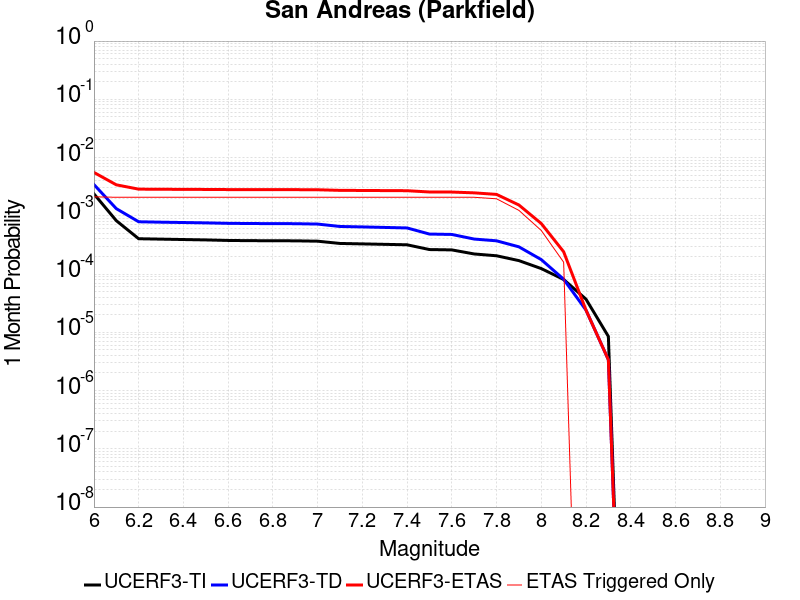 San Andreas (Parkfield)
10^0
10^-1
10^-2
10^-3
10^-4
10^-5
10^-6
10^-7
10^-8
1 Month Probability
6 6.2 6.4 6.6 6.8 7 7.2 7.4 7.6 7.8 8 8.2 8.4 8.6 8.8 9
Magnitude
UCERF3-TI UCERF3-TD UCERF3-ETAS ETAS Triggered Only